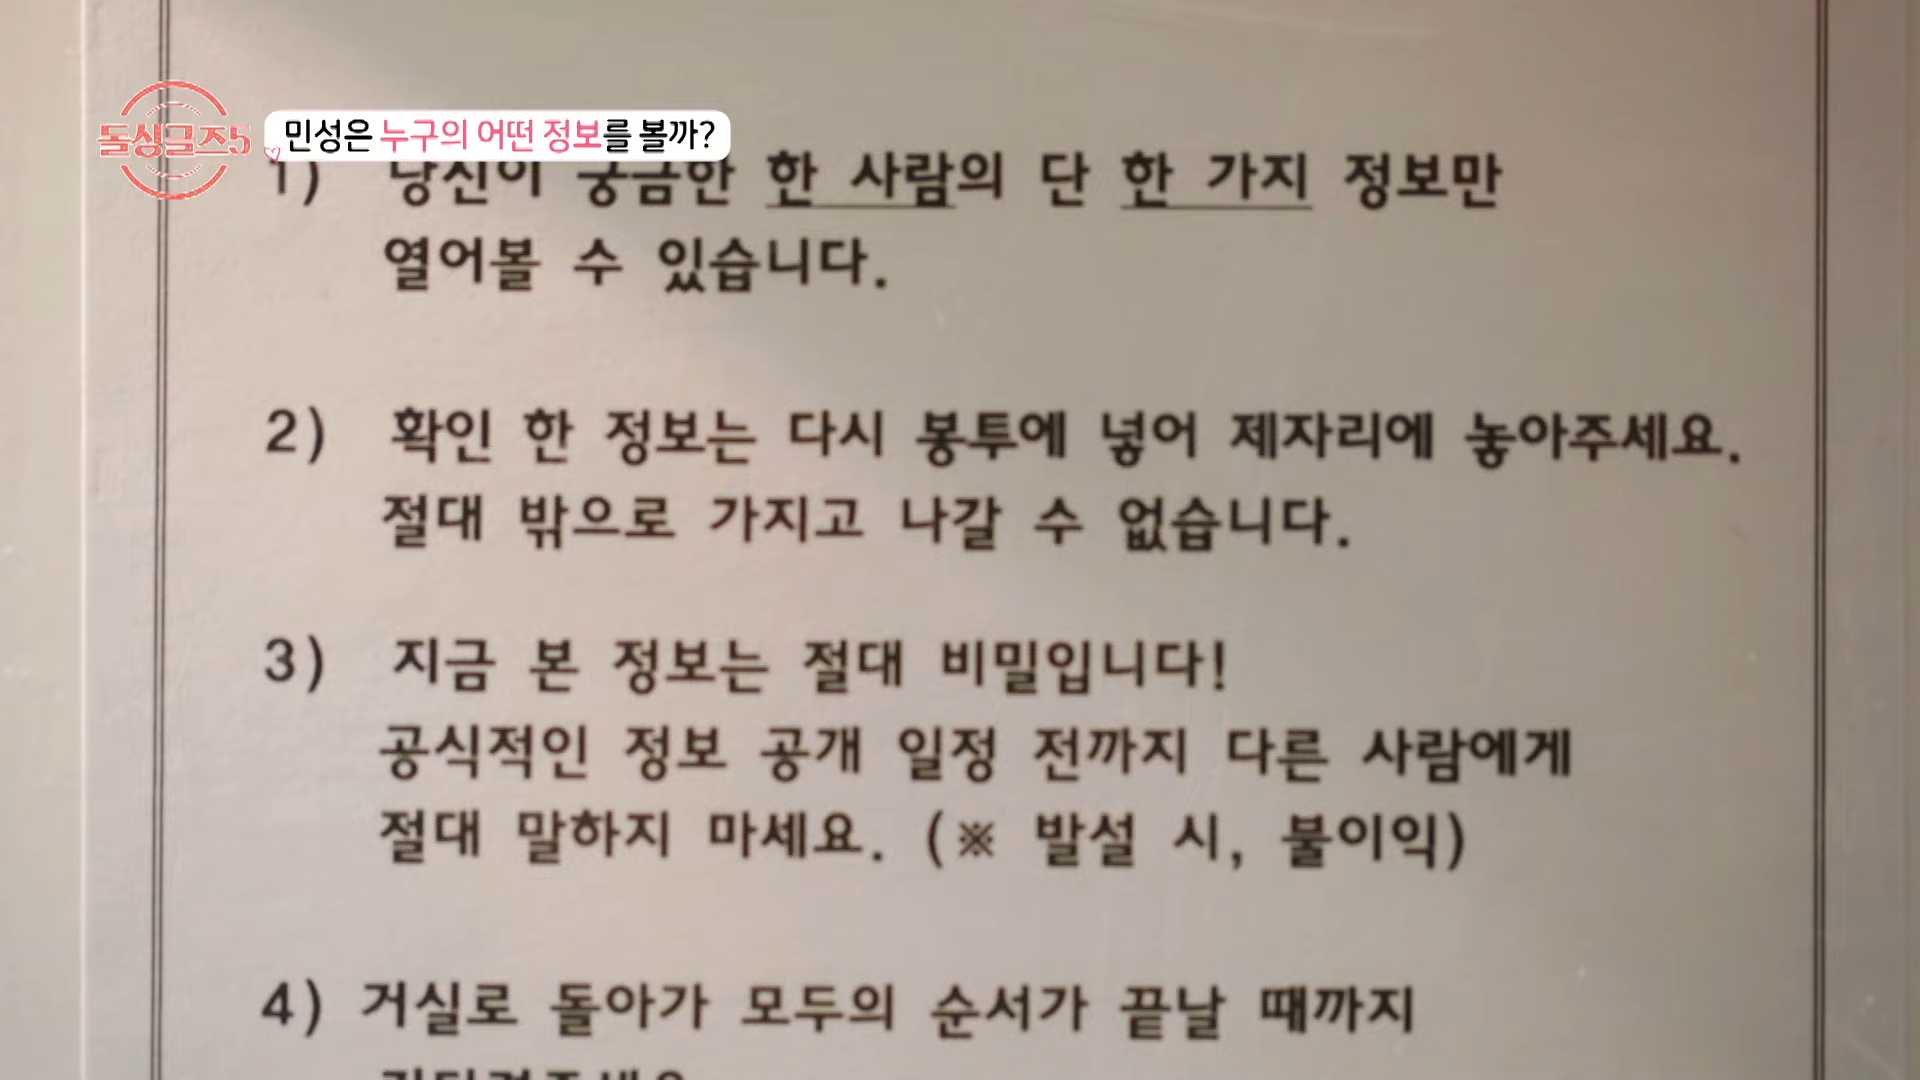 돌싱글즈5
민성은 누구의 어떤 정보를 볼까?
1) 당신이 궁금한 한 사람의 단 한 가지 정보만
열어볼 수 있습니다.
2) 확인 한 정보는 다시 봉투에 넣어 제자리에 놓아주세요.
절대 밖으로 가지고 나갈 수 없습니다.
3) 지금 본 정보는 절대 비밀입니다!
공식적인 정보 공개 일정 전까지 다른 사람에게
절대 말하지 마세요. (※ 발설 시, 불이익)
4) 거실로 돌아가 모두의 순서가 끝날 때까지